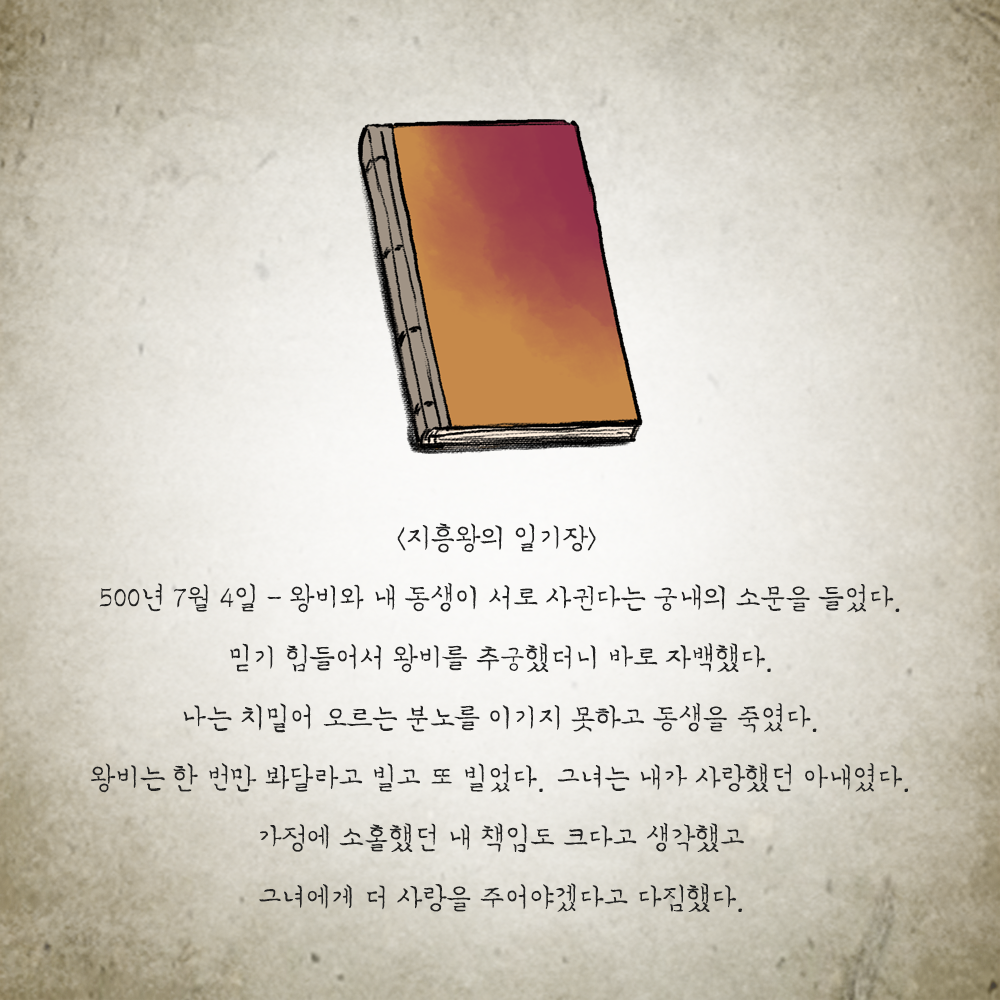 <지흥왕의 일기장>
500년 7월 4일 - 왕비와 내 동생이 서로 사귄다는 궁내의 소문을 들었다.
믿기 힘들어서 왕비를 추궁했더니 바로 자백했다.
나는 치밀어 오르는 분노를 이기지 못하고 동생을 죽였다.
왕비는 한 번만 봐달라고 빌고 또 빌었다. 그녀는 내가 사랑했던 아내였다.
가정에 소홀했던 내 책임도 크다고 생각했고
그녀에게 더 사랑을 주어야겠다고 다짐했다.